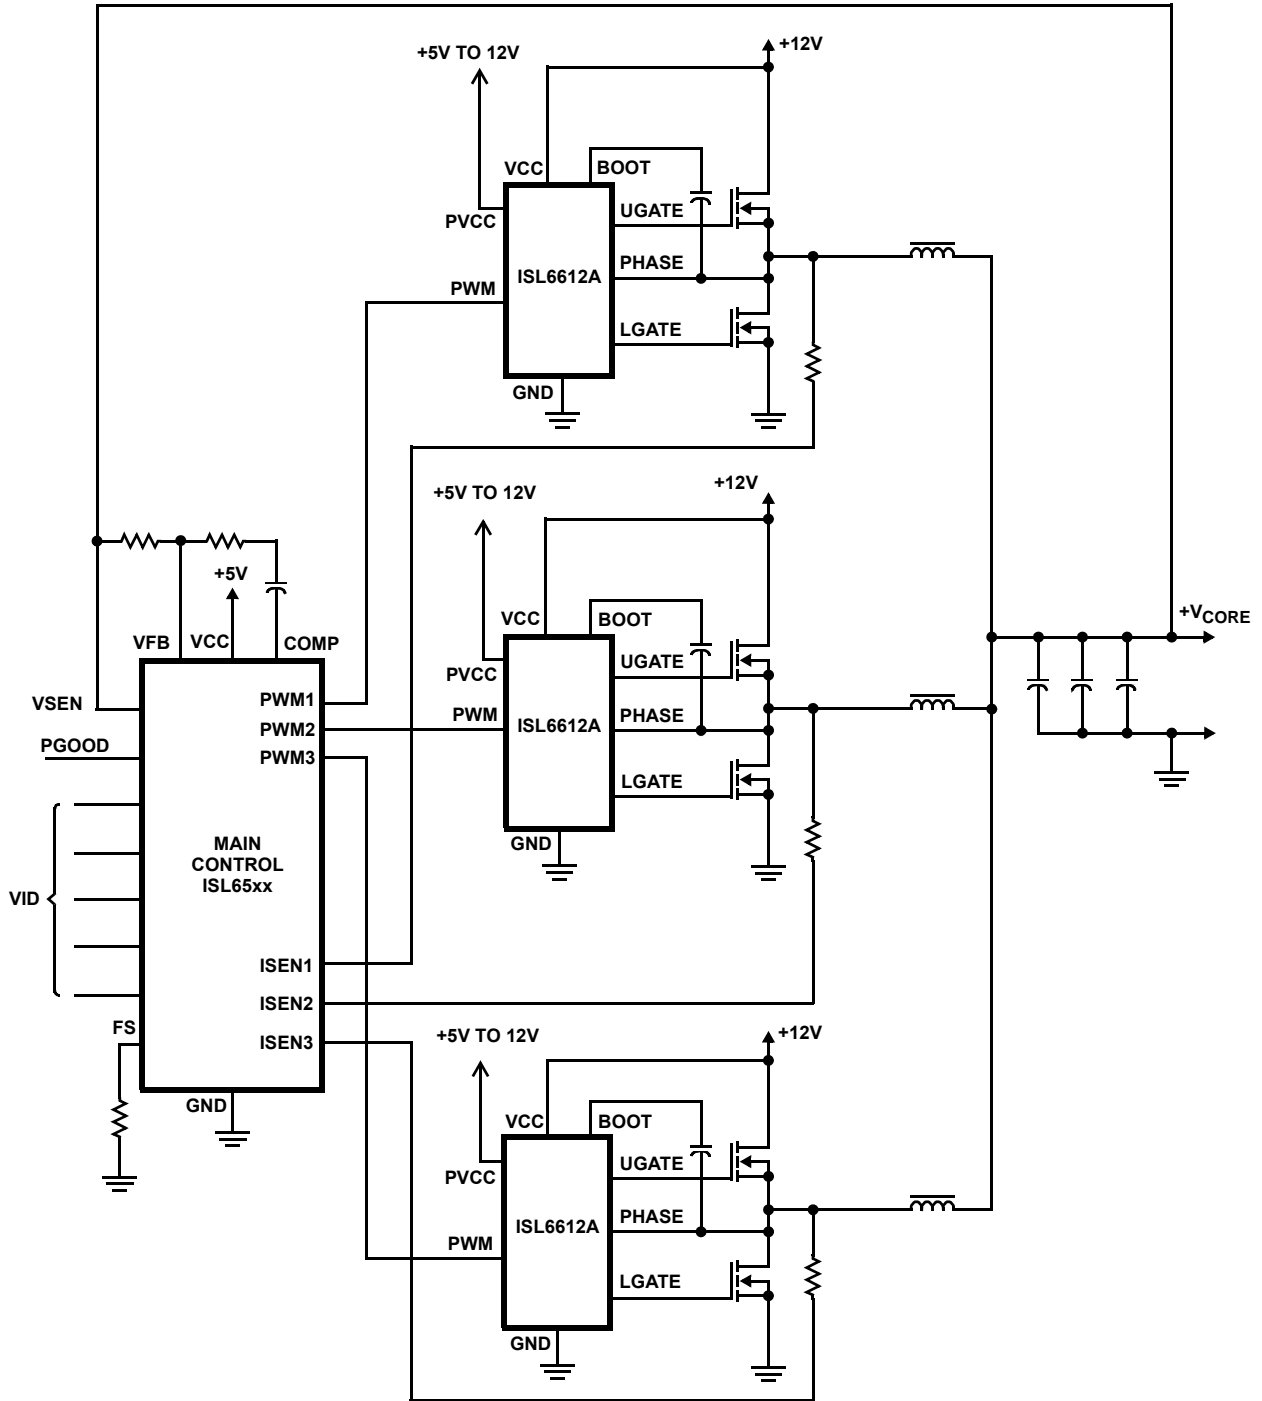 +5V TO 12V
+12V
VCC
BOOT
PVCC
UGATE
ISL6612A
PHASE
PWM
LGATE
GND
+5V TO 12V
+12V
VCC
BOOT
PVCC
UGATE
PWM
ISL6612A
PHASE
LGATE
GND
+5V
VFB
VCC
COMP
VSEN
PWM1
PWM2
PWM3
PGOOD
MAIN
CONTROL
ISL65xx
VID
ISEN1
ISEN2
ISEN3
FS
GND
+VCORE
+5V TO 12V
+12V
VCC
BOOT
PVCC
UGATE
ISL6612A
PHASE
PWM
LGATE
GND